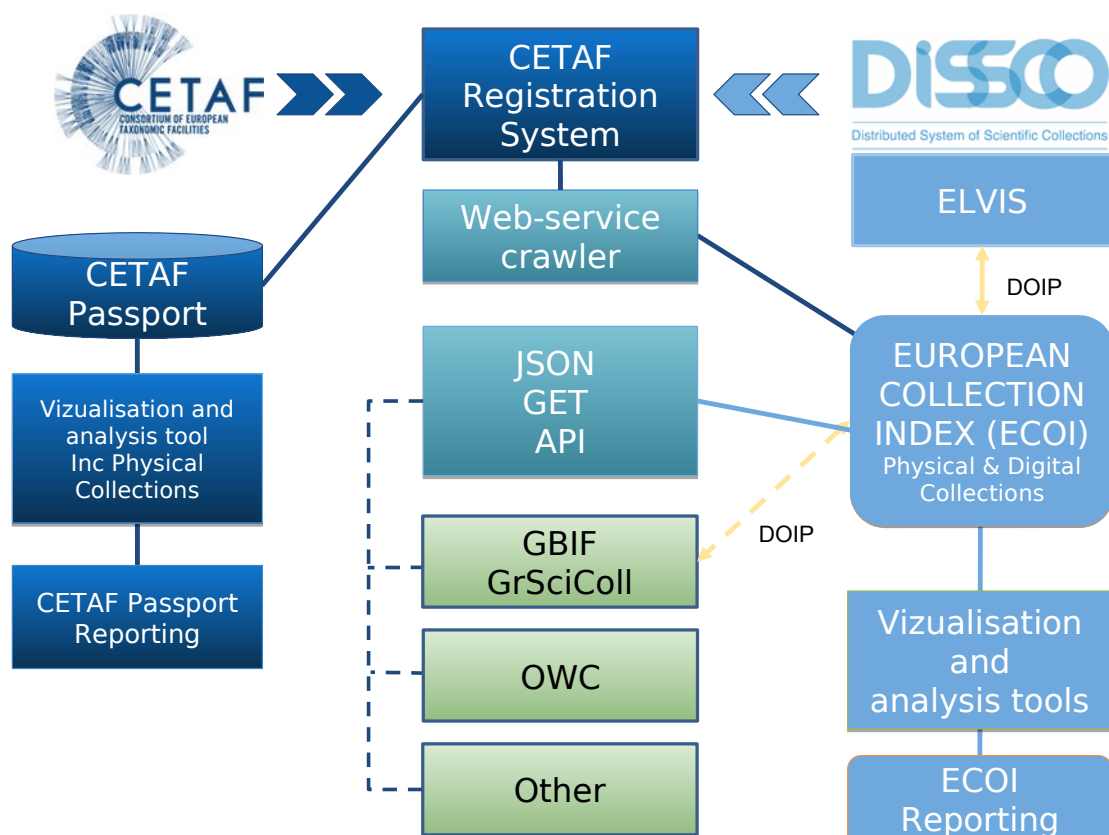 CETAF
CONSORTIUM OF EUROPEAN
TAXONOMIC FACILITIES
CETAF
Registration
System
DiSSCO
Distributed System of Scientific Collections
ELVIS
Web-service
crawler
CETAF
Passport
DOIP
JSON
GET
API
EUROPEAN
COLLECTION
INDEX (ECOI)
Physical & Digital
Collections
Vizualisation and
analysis tool
Inc Physical
Collections
DOIP
GBIF
GrSciColl
CETAF Passport
Reporting
Vizualisation
and
analysis tools
OWC
Other
ECOI
Reporting